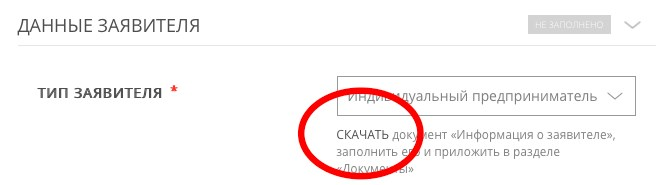 ДАННЫЕ ЗАЯВИТЕЛЯ НЕ ЗАПОЛНЕНО
ТИП ЗАЯВИТЕЛЯ * Индивидуальный предприниматель
СКАЧАТЬ документ «Информация о заявителе»,
заполнить его и приложить в разделе
«Документы»